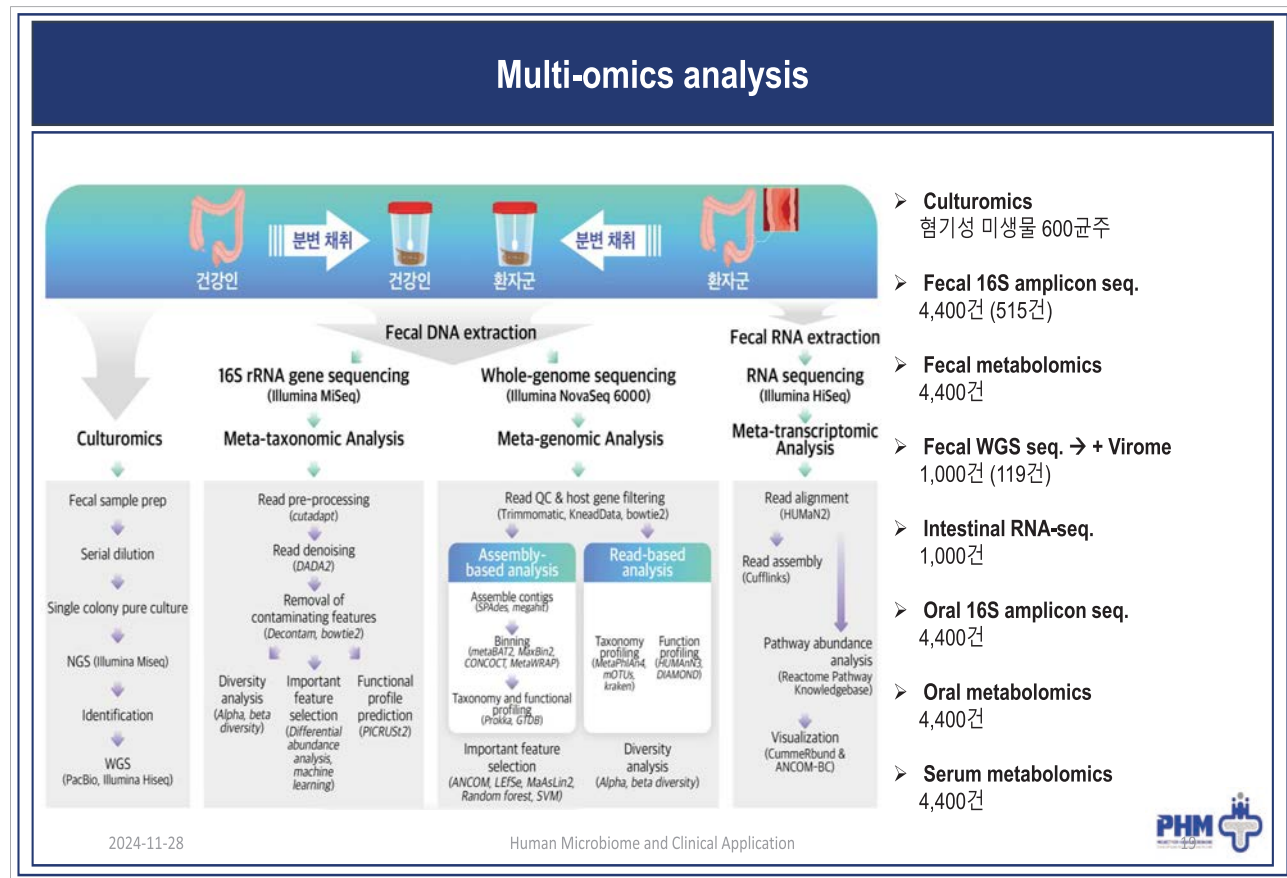 Multi-omics analysis
분변 채취
분변 채취
건강인
건강인
환자군
환자군
Fecal DNA extraction
Fecal RNA extraction
Culturomics
Fecal sample prep
Serial dilution
Single colony pure culture
NGS (Illumina Miseq)
Identification
WGS
(PacBio, Illumina Hiseq)
16S rRNA gene sequencing
(Illumina MiSeq)
Meta-taxonomic Analysis
Read pre-processing
(cutadapt)
Read denoising
(DADA2)
Removal of
contaminating features
(Decontam, bowtie2)
Diversity
analysis
(Alpha, beta
diversity)
Important
feature
selection
(Differential
abundance
analysis,
machine
learning)
Functional
profile
prediction
(PICRUSt2)
Whole-genome sequencing
(Illumina NovaSeq 6000)
Meta-genomic Analysis
Read QC & host gene filtering
(Trimmomatic, KneadData, bowtie2)
Assembly-
based analysis
Assemble contigs
(SPAdes, megahit)
Binning
(metaBAT2, MaxBin2,
CONCOCT, MetaWRAP)
Taxonomy and functional
profiling
(Prokka, GTDB)
Important feature
selection
(ANCOM, LEfSe, MaAsLin2,
Random forest, SVM)
Read-based
analysis
Taxonomy
profiling
(MetaPhlAn4,
mOTUs,
kraken)
Function
profiling
(HUMAnN3,
DIAMOND)
Diversity
analysis
(Alpha, beta diversity)
RNA sequencing
(Illumina HiSeq)
Meta-transcriptomic
Analysis
Read alignment
(HUMaN2)
Read assembly
(Cufflinks)
Pathway abundance
analysis
(Reactome Pathway
Knowledgebase)
Visualization
(CummeRbund &
ANCOM-BC)
➢ Culturomics
혐기성 미생물 600균주
➢ Fecal 16S amplicon seq.
4,400건 (515건)
➢ Fecal metabolomics
4,400건
➢ Fecal WGS seq. → + Virome
1,000건 (119건)
➢ Intestinal RNA-seq.
1,000건
➢ Oral 16S amplicon seq.
4,400건
➢ Oral metabolomics
4,400건
➢ Serum metabolomics
4,400건
2024-11-28
Human Microbiome and Clinical Application
PHM
19